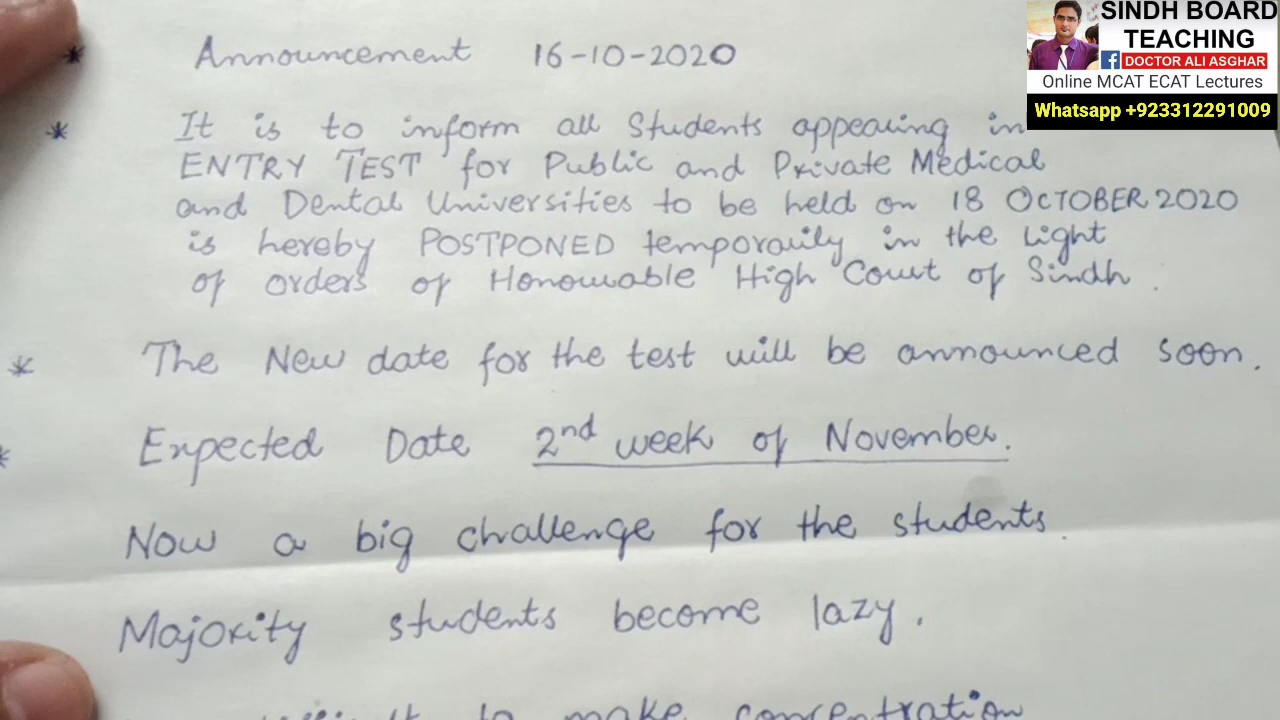 SINDH BOARD
TEACHING
DOCTOR ALI ASGHAR
Online MCAT ECAT Lectures
Whatsapp +923312291009
* Announcement 16-10-2020
* It is to inform all Students appearing in
ENTRY TEST for Public and Private Medical
and Dental Universities to be held on 18 OCTOBER 2020
is hereby POSTPONED temporarily in the Light
of orders of Honourable High Court of Sindh.
* The New date for the test will be announced soon.
* Expected Date 2nd week of November.
Now a big challenge for the students.
Majority students become lazy.
to make concentration